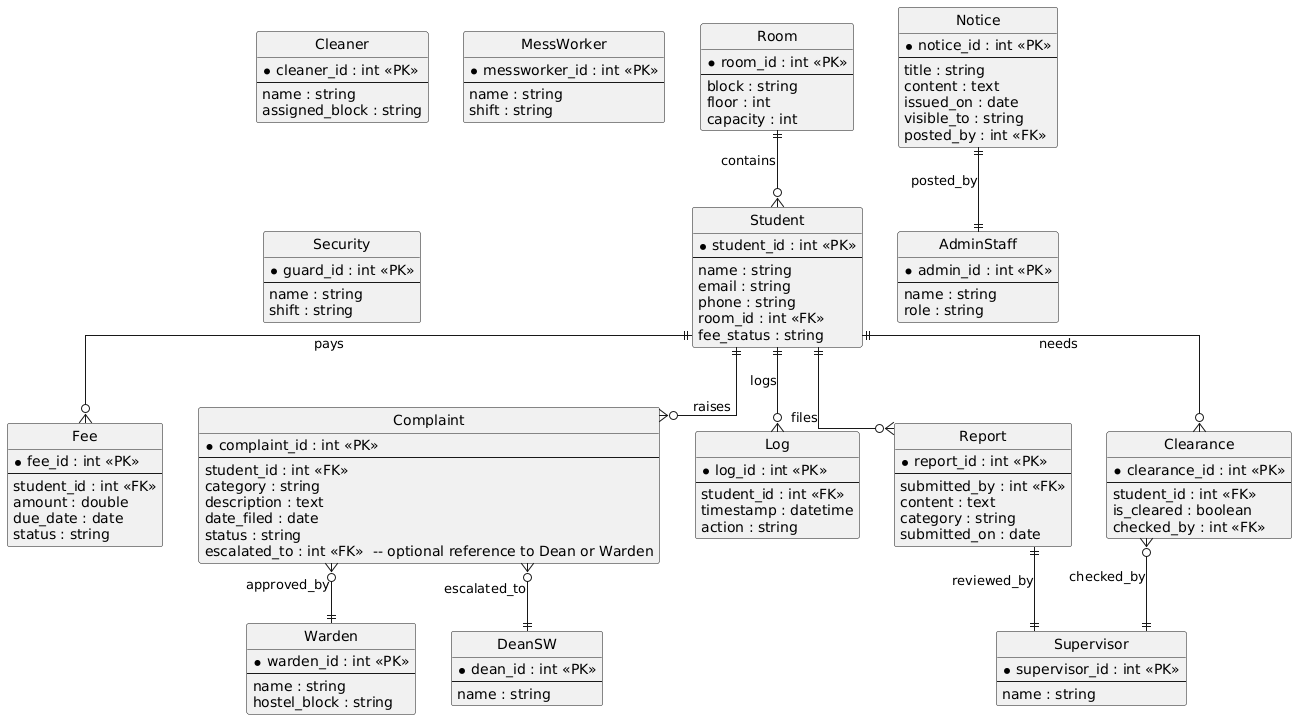 Cleaner
cleaner_id : int «PK»
name : string
assigned_block : string
MessWorker
messworker_id : int «PK»
name : string
shift : string
Room
room_id : int «PK»
block : string
floor : int
capacity : int
Notice
notice_id : int «PK»
title : string
content : text
issued_on : date
visible_to : string
posted_by : int «FK»
contains
posted_by
Security
guard_id : int «PK»
name : string
shift : string
Student
student_id : int «PK»
name : string
email : string
phone : string
room_id : int «FK»
fee_status : string
AdminStaff
admin_id : int «PK»
name : string
role : string
pays
needs
logs
raises
files
Fee
fee_id : int «PK»
student_id : int «FK»
amount : double
due_date : date
status : string
Complaint
complaint_id : int «PK»
student_id : int «FK»
category : string
description : text
date_filed : date
status : string
escalated_to : int «FK»  -- optional reference to Dean or Warden
Log
log_id : int «PK»
student_id : int «FK»
timestamp : datetime
action : string
Report
report_id : int «PK»
submitted_by : int «FK»
content : text
category : string
submitted_on : date
Clearance
clearance_id : int «PK»
student_id : int «FK»
is_cleared : boolean
checked_by : int «FK»
approved_by
escalated_to
reviewed_by
checked_by
Warden
warden_id : int «PK»
name : string
hostel_block : string
DeanSW
dean_id : int «PK»
name : string
Supervisor
supervisor_id : int «PK»
name : string